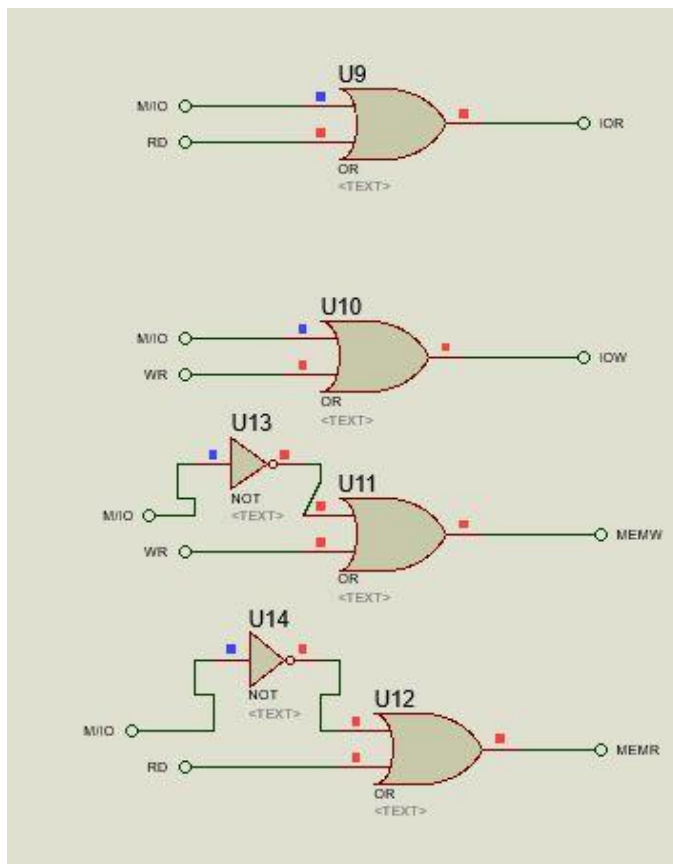 U9
M/IO
IOR
RD
OR
<TEXT>
U10
M/IO
IOW
WR
OR
<TEXT>
U13
NOT
<TEXT>
U11
M/IO
MEMW
WR
OR
<TEXT>
U14
NOT
<TEXT>
U12
M/IO
MEMR
RD
OR
<TEXT>